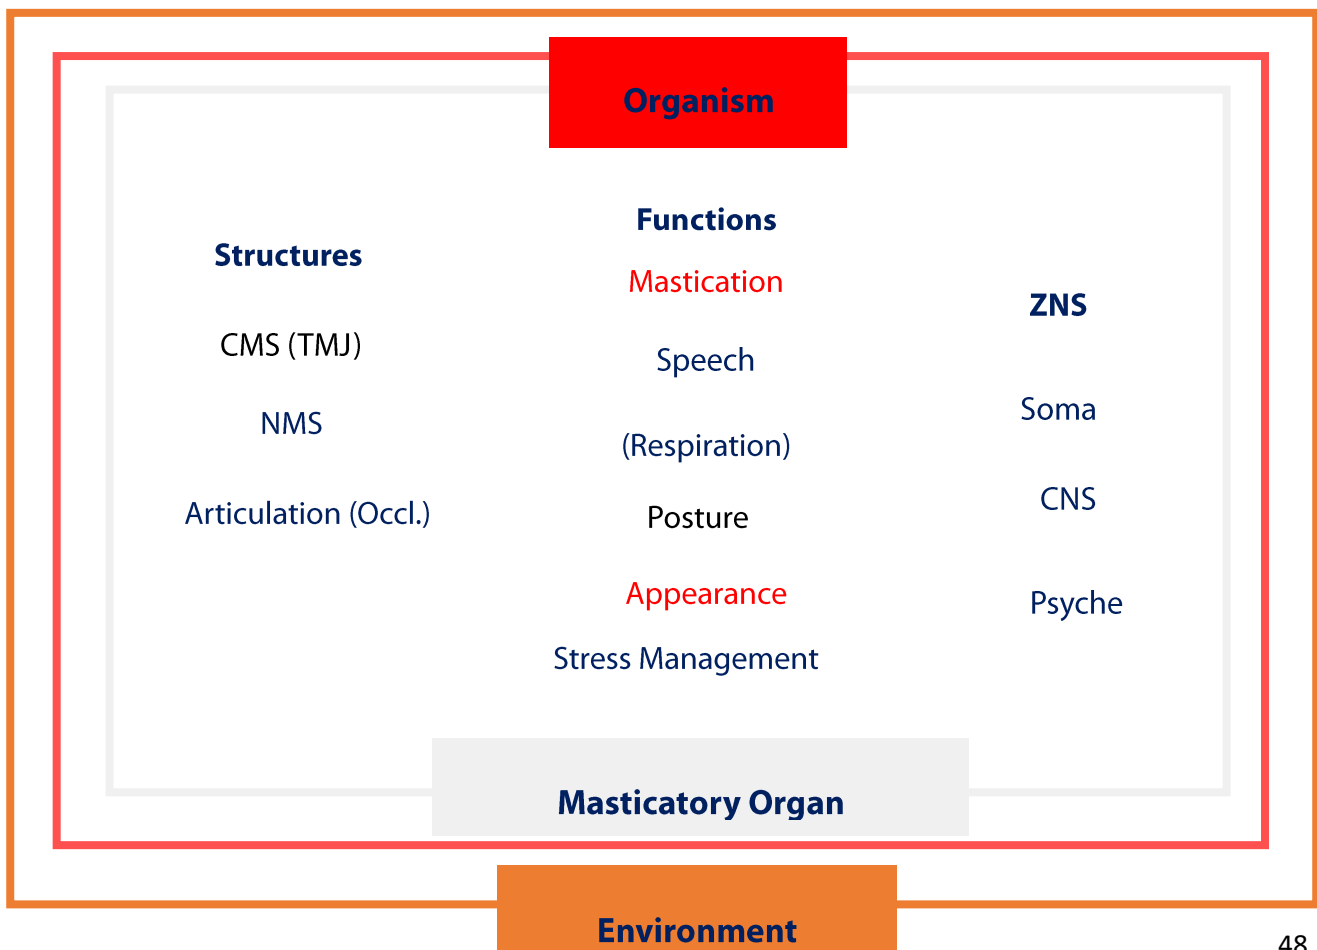 Organism
Structures
CMS (TMJ)
NMS
Articulation (Occl.)
Functions
Mastication
Speech
(Respiration)
Posture
Appearance
Stress Management
ZNS
Soma
CNS
Psyche
Masticatory Organ
Environment
48